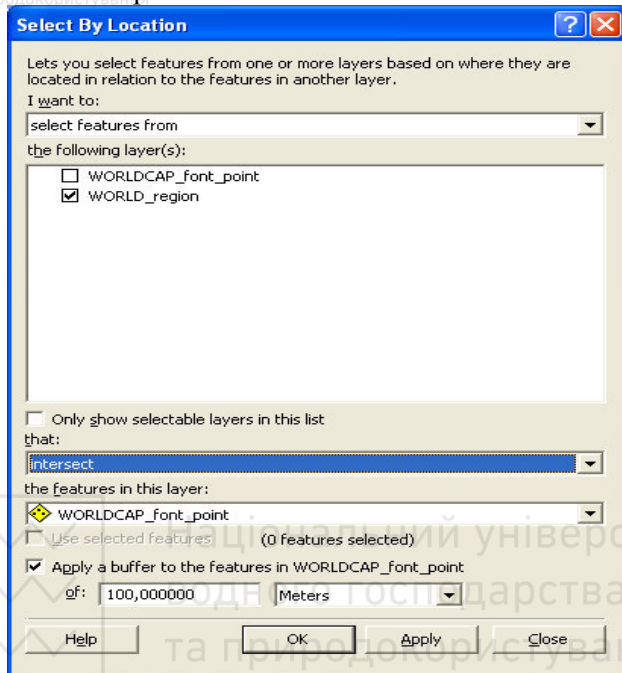 Select By Location
Lets you select features from one or more layers based on where they are
located in relation to the features in another layer.
I want to:
select features from
the following layer(s):
WORLDCAP_font_point
WORLD_region
Only show selectable layers in this list
that:
intersect
the features in this layer:
WORLDCAP_font_point
Use selected features (0 features selected)
Apply a buffer to the features in WORLDCAP_font_point
of: 100,000000 Meters
Help OK Apply Close
Національний універс
водного господарства
та природокористуван